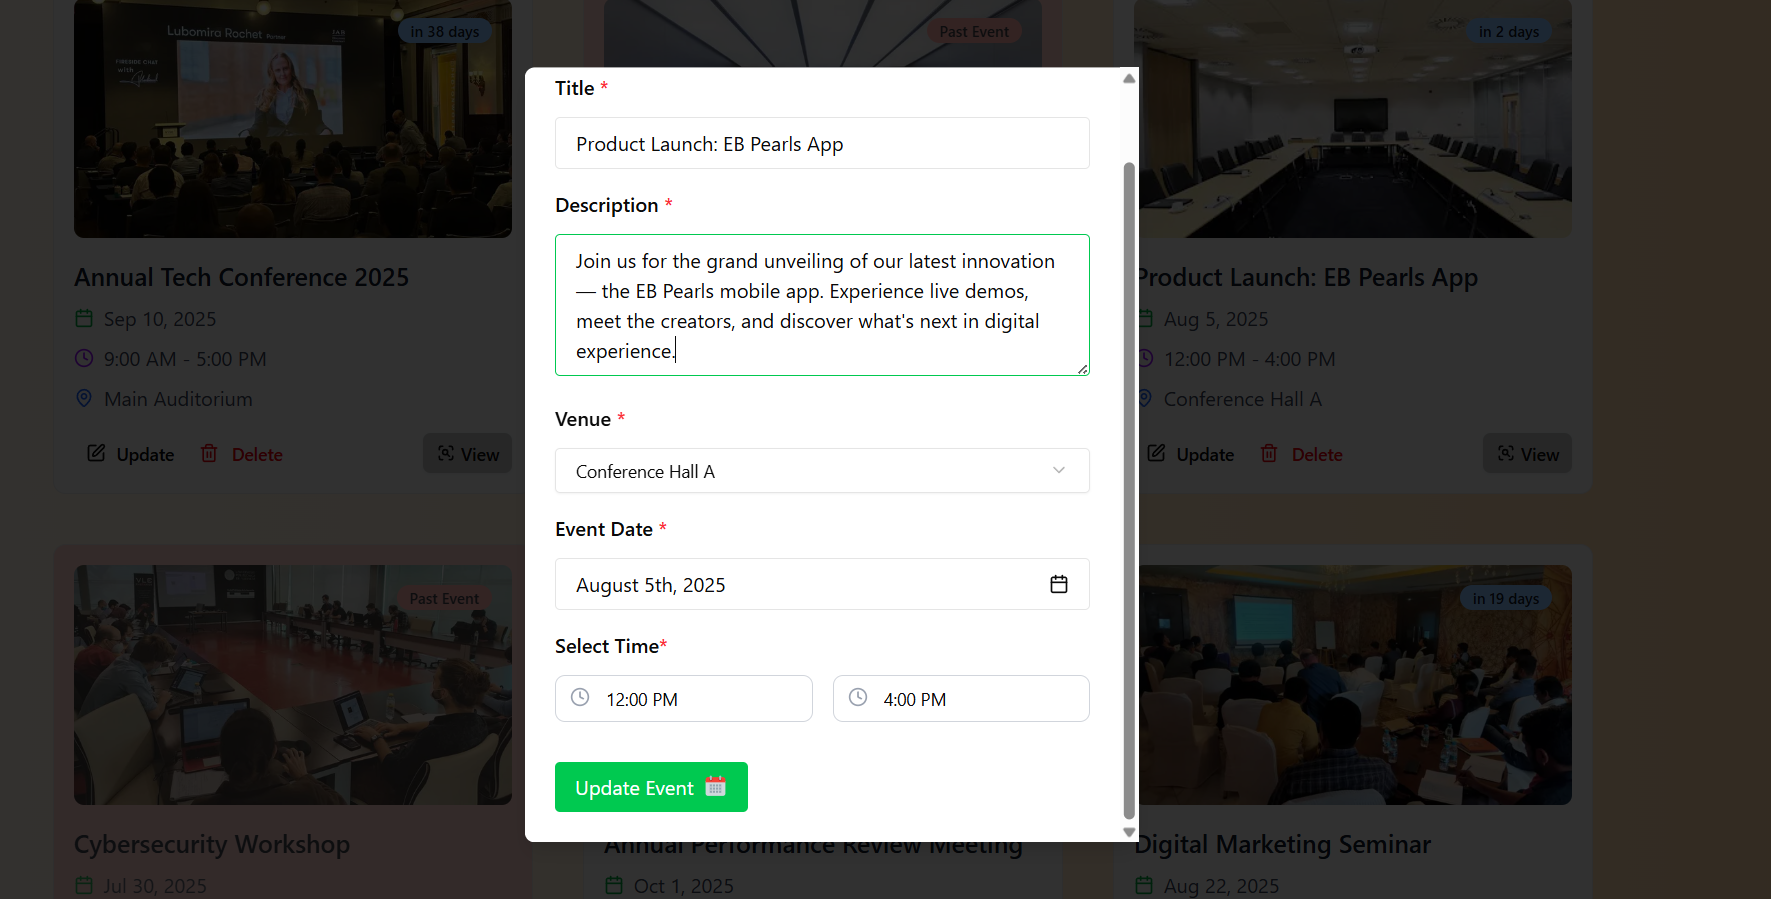 Lubomira Rochet Partner
FIRESIDE CHAT
with
in 38 days
Past Event
in 2 days
Annual Tech Conference 2025
Sep 10, 2025
9:00 AM - 5:00 PM
Main Auditorium
Update
Delete
View
Title *
Product Launch: EB Pearls App
Description *
Join us for the grand unveiling of our latest innovation
— the EB Pearls mobile app. Experience live demos,
meet the creators, and discover what's next in digital
experience.
Venue *
Conference Hall A
Event Date *
August 5th, 2025
Select Time*
12:00 PM
4:00 PM
Update Event
Product Launch: EB Pearls App
Aug 5, 2025
12:00 PM - 4:00 PM
Conference Hall A
Update
Delete
View
Past Event
Cybersecurity Workshop
Jul 30, 2025
Annual Performance Review Meeting
Oct 1, 2025
in 19 days
Digital Marketing Seminar
Aug 22, 2025